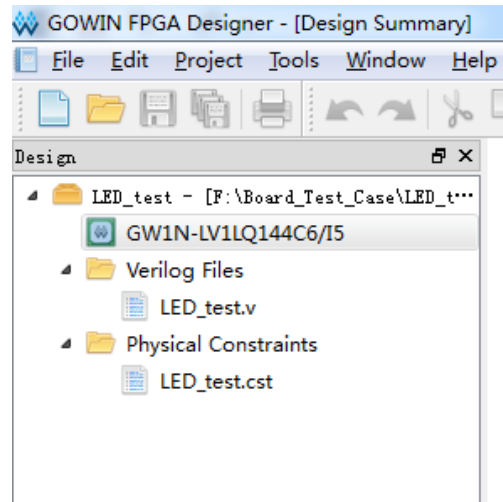 GOWIN FPGA Designer - [Design Summary]
File Edit Project Tools Window Help
Design
LED_test - [F:\Board_Test_Case\LED_t···
GW1N-LV1LQ144C6/I5
Verilog Files
LED_test.v
Physical Constraints
LED_test.cst